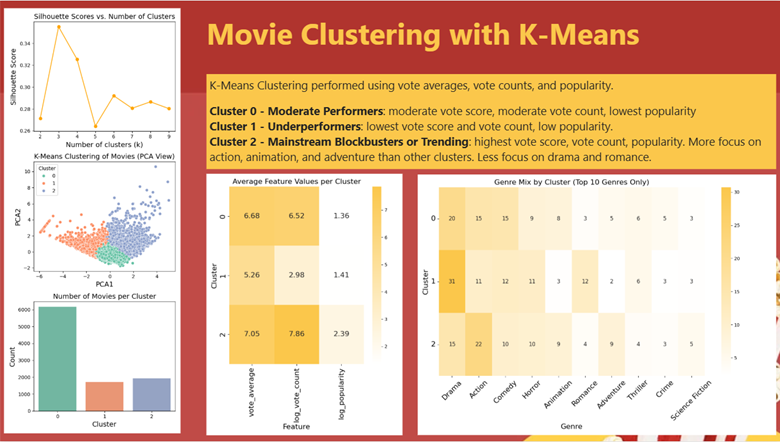 Movie Clustering with K-Means
K-Means Clustering performed using vote averages, vote counts, and popularity.
Cluster 0 - Moderate Performers: moderate vote score, moderate vote count, lowest popularity
Cluster 1 - Underperformers: lowest vote score and vote count, low popularity.
Cluster 2 - Mainstream Blockbusters or Trending: highest vote score, vote count, popularity. More focus on
action, animation, and adventure than other clusters. Less focus on drama and romance.
Silhouette Scores vs. Number of Clusters
Silhouette Score
0.34
0.32
0.30
0.28
0.26
2 3 4 5 6 7 8 9
Number of clusters (k)
K-Means Clustering of Movies (PCA View)
Cluster
0
1
2
PCA2
10
8
6
4
2
0
−2
−6 −4 −2 0 2 4
PCA1
Number of Movies per Cluster
Count
6000
5000
4000
3000
2000
1000
0
0 1 2
Cluster
Average Feature Values per Cluster
Cluster
0 6.68 6.52 1.36
1 5.26 2.98 1.41
2 7.05 7.86 2.39
vote_average log_vote_count log_popularity
Feature
7
6
5
4
3
2
Genre Mix by Cluster (Top 10 Genres Only)
Cluster
0 20 15 15 9 8 3 5 6 5 3
1 31 11 12 11 3 12 2 6 3 3
2 15 22 10 10 9 4 9 4 3 5
Drama Action Comedy Horror Animation Romance Adventure Thriller Crime Science Fiction
Genre
30
25
20
15
10
5